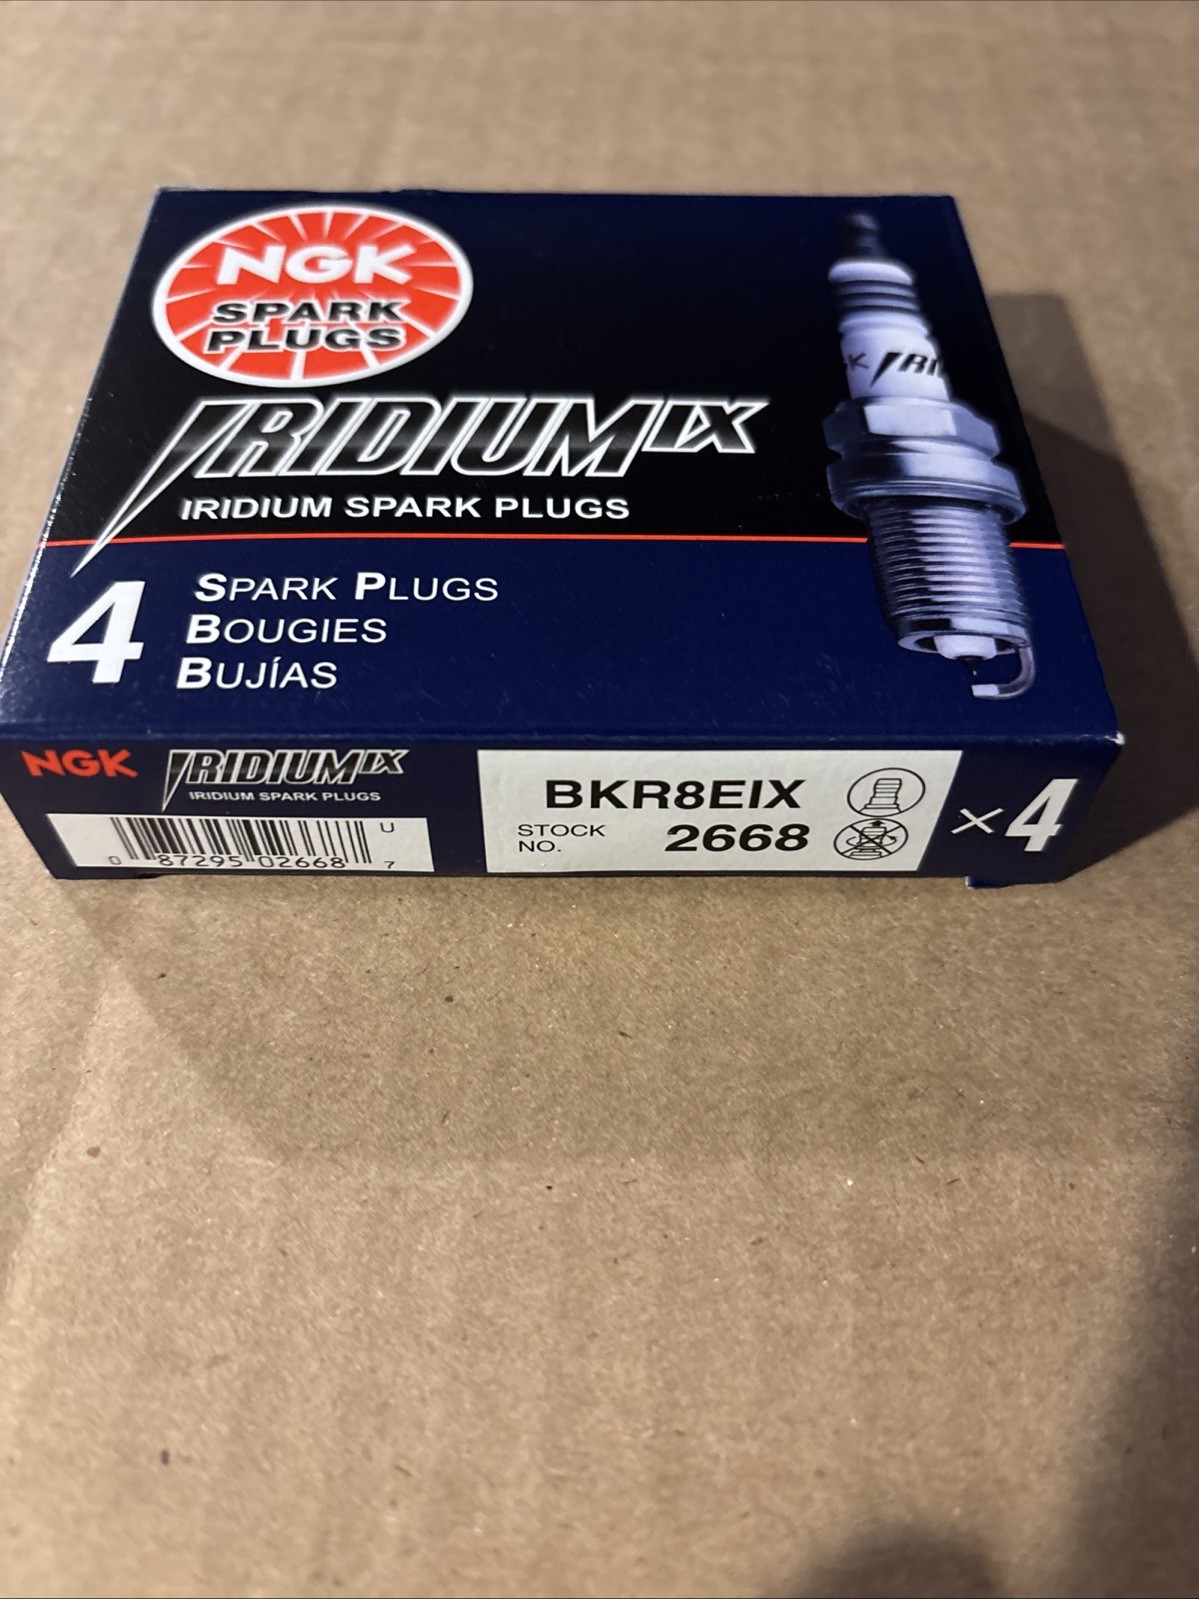 NGK
SPARK
PLUGS
IRIDIUM IX
IRIDIUM SPARK PLUGS
4
SPARK PLUGS
BOUGIES
BUJÍAS
NGK IRIDIUM IX
IRIDIUM SPARK PLUGS
U
0 87295 02668 7
BKR8EIX
STOCK
NO. 2668
×4